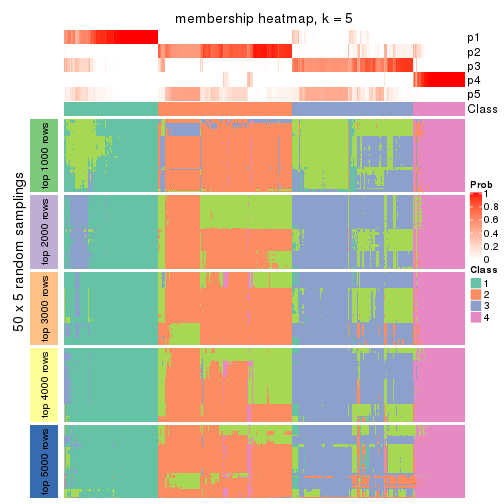 membership heatmap, k = 5
p1
p2
p3
p4
p5
Class
50 x 5 random samplings
top 1000 rows
top 2000 rows
top 3000 rows
top 4000 rows
top 5000 rows
Prob
1
0.8
0.6
0.4
0.2
0
Class
1
2
3
4